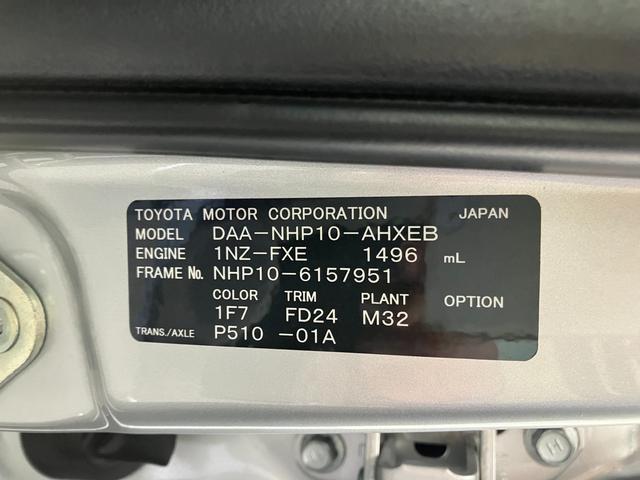 TOYOTA MOTOR CORPORATION JAPAN
MODEL DAA-NHP10-AHXEB
ENGINE 1NZ-FXE 1496 mL
FRAME No. NHP10-6157951
COLOR TRIM PLANT OPTION
1F7 FD24 M32
TRANS./AXLE P510 -01A